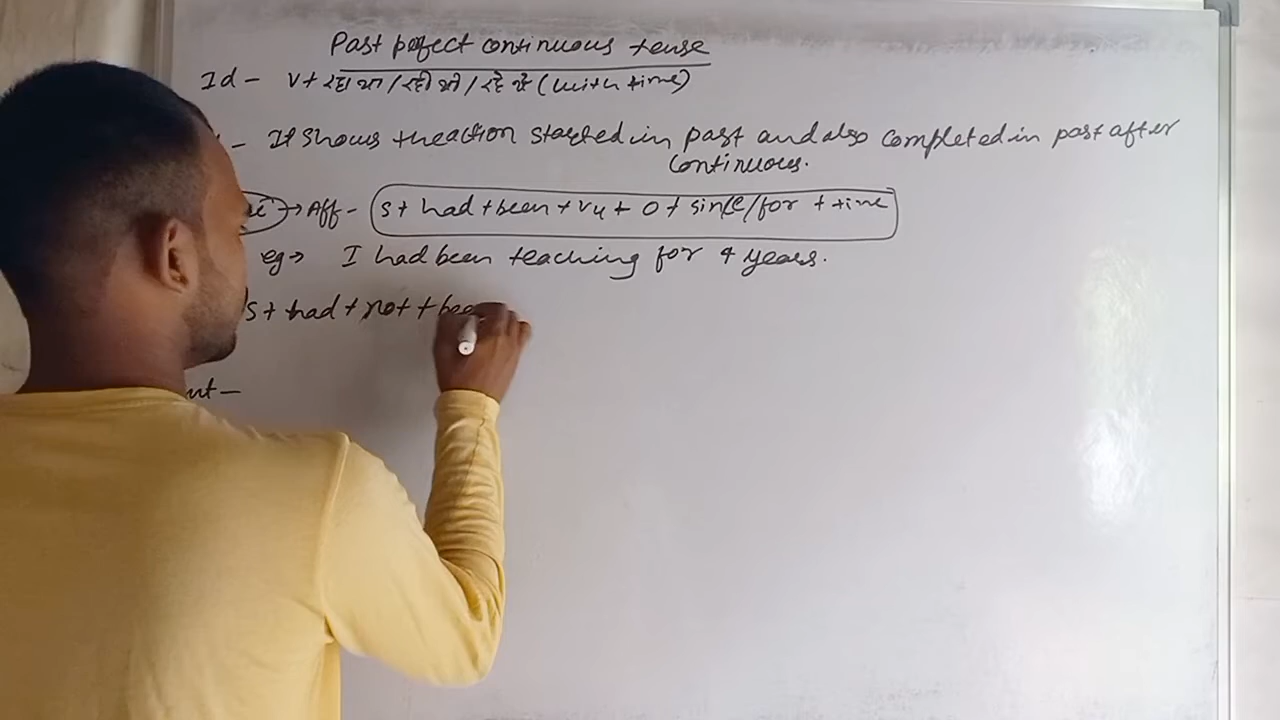 Past perfect continuous tense
Id - V + रहा था / रही थी / रहे थे (with time)
- It shows the action started in past and also completed in past after
continuous.
→ Aff - S + had + been + V4 + O + since/for + time
eg → I had been teaching for 4 years.
S + had + not + bee
Int -